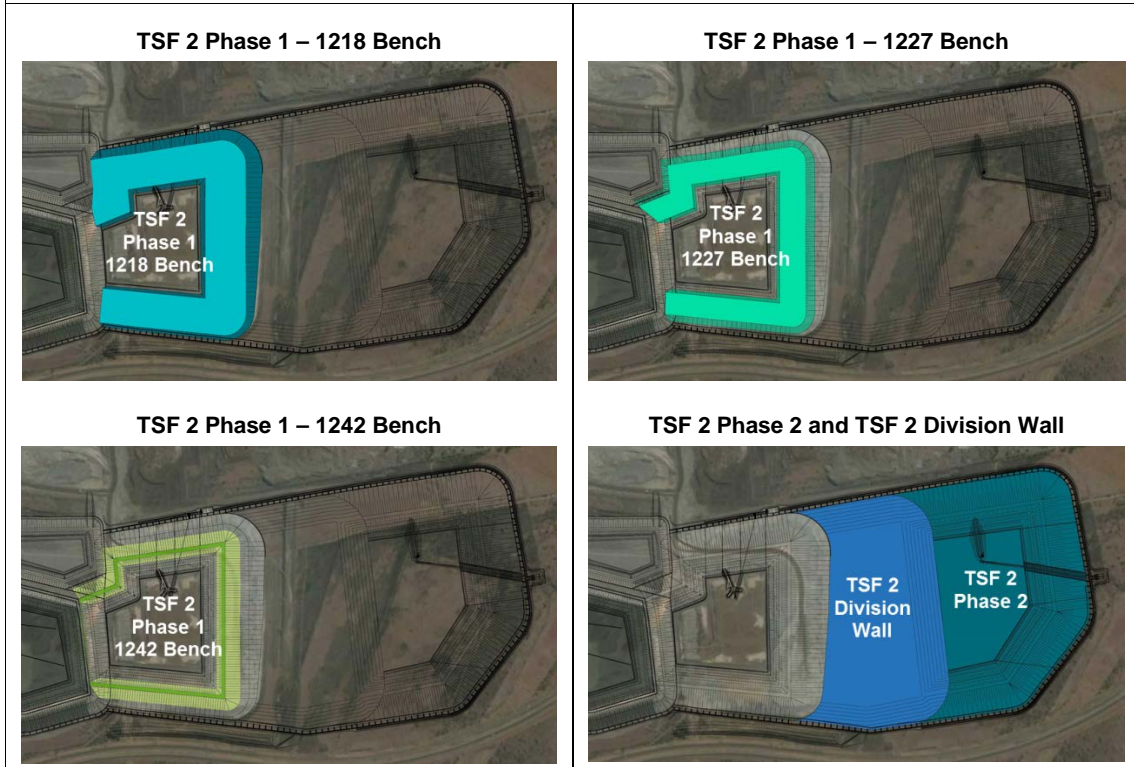 TSF 2 Phase 1 – 1218 Bench
TSF 2
Phase 1
1218 Bench
TSF 2 Phase 1 – 1227 Bench
TSF 2
Phase 1
1227 Bench
TSF 2 Phase 1 – 1242 Bench
TSF 2
Phase 1
1242 Bench
TSF 2 Phase 2 and TSF 2 Division Wall
TSF 2
Division
Wall
TSF 2
Phase 2